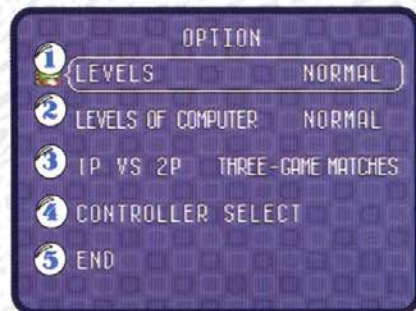 OPTION
1 LEVELS NORMAL
2 LEVELS OF COMPUTER NORMAL
3 1P VS 2P THREE-GAME MATCHES
4 CONTROLLER SELECT
5 END